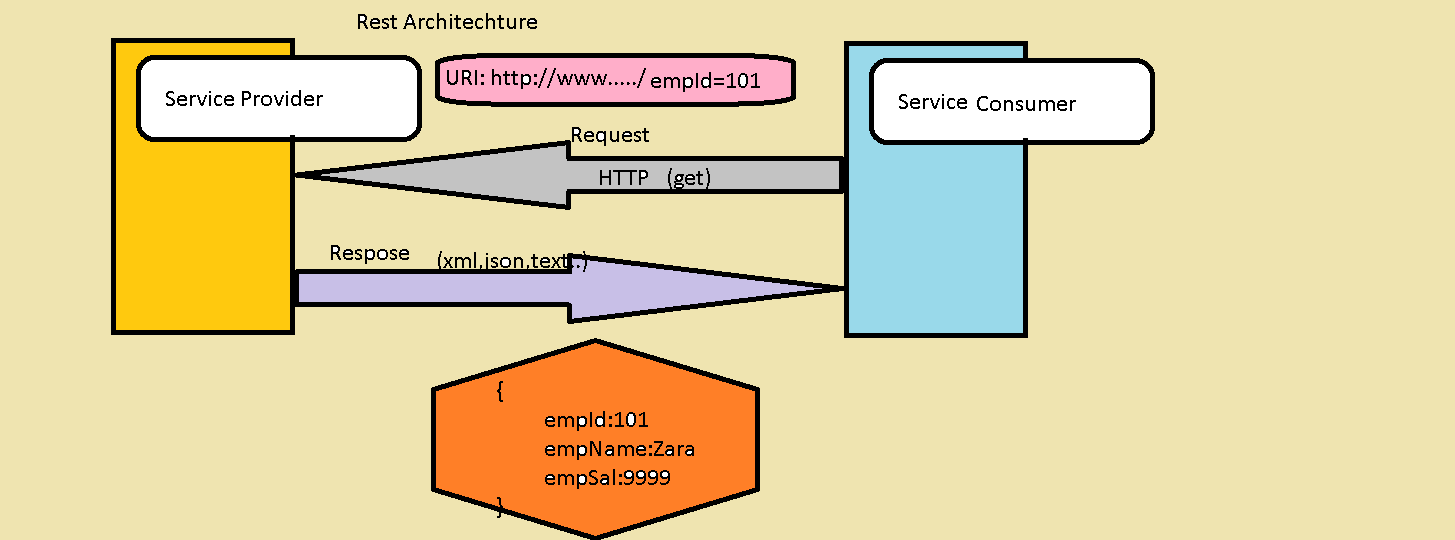 Rest Architechture
URI: http://www...../ empId=101
Service Provider
Service Consumer
Request
HTTP (get)
Respose (xml,json,text..)
{
empId:101
empName:Zara
empSal:9999
}